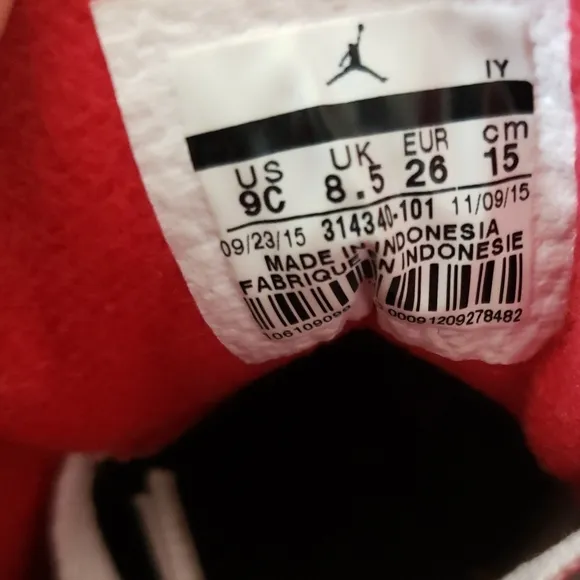 IY
US UK EUR cm
9C 8.5 26 15
09/23/15 314340-101 11/09/15
MADE IN INDONESIA
FABRIQUE EN INDONESIE
00091209278482